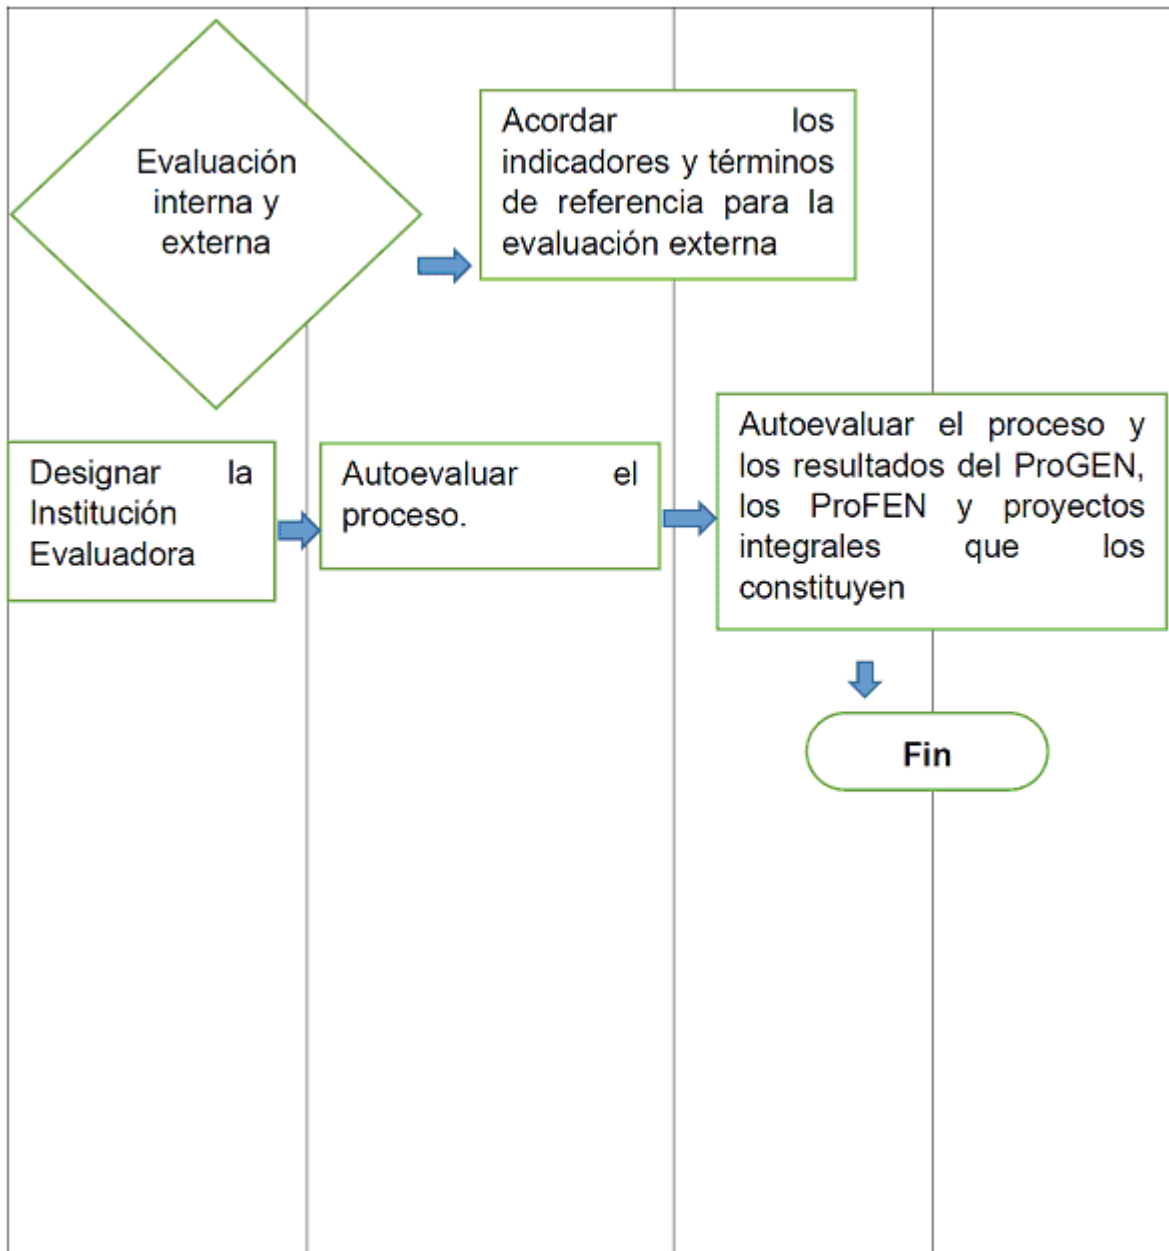 Evaluación
interna y
externa
Acordar los
indicadores y términos
de referencia para la
evaluación externa
Designar la
Institución
Evaluadora
Autoevaluar el
proceso.
Autoevaluar el proceso y
los resultados del ProGEN,
los ProFEN y proyectos
integrales que los
constituyen
Fin